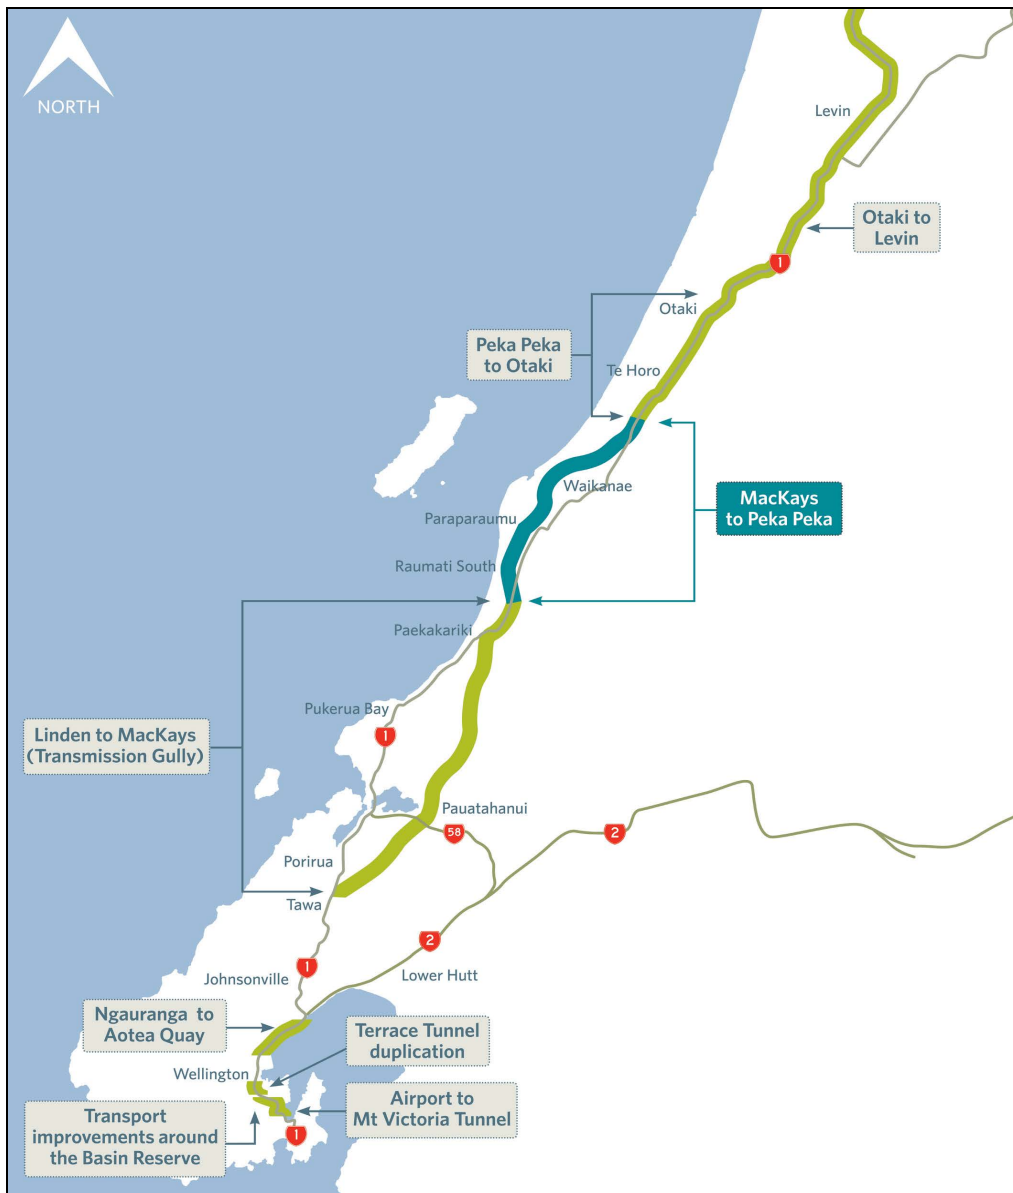 NORTH
Levin
Otaki to
Levin
1
Otaki
Peka Peka
to Otaki
Te Horo
Waikanae
MacKays
to Peka Peka
Paraparaumu
Raumati South
Paekakariki
Pukerua Bay
1
Linden to MacKays
(Transmission Gully)
Pauatahanui
58
2
Porirua
Tawa
2
1
Johnsonville
Lower Hutt
Ngauranga to
Aotea Quay
Terrace Tunnel
duplication
Wellington
Airport to
Mt Victoria Tunnel
Transport
improvements around
the Basin Reserve
1